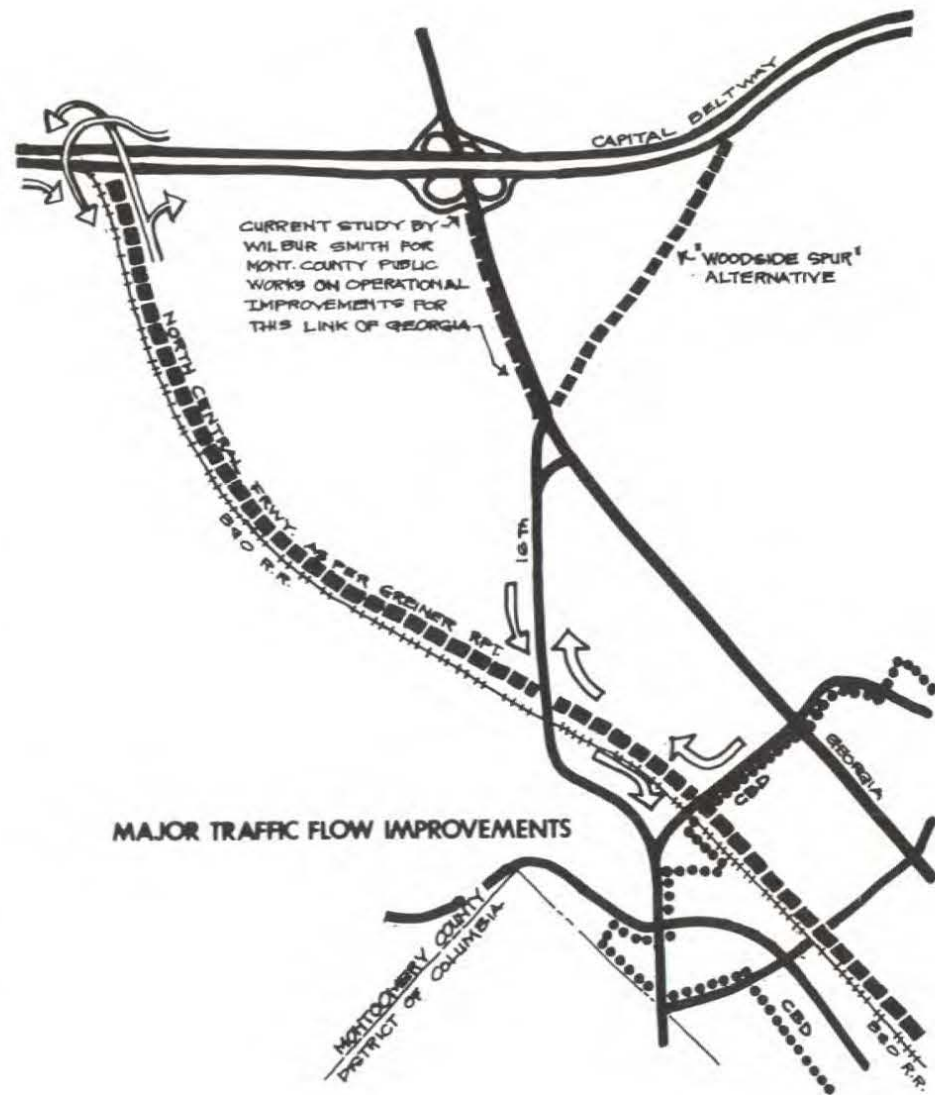 CAPITAL BELTWAY
CURRENT STUDY BY
WILBUR SMITH FOR
MONT. COUNTY PUBLIC
WORKS ON OPERATIONAL
IMPROVEMENTS FOR
THIS LINK OF GEORGIA
"WOODSIDE SPUR"
ALTERNATIVE
NORTH CENTRAL FRWY. AS PER GREINER RPT.
B&O R.R.
16TH
GEORGIA
CBD
MAJOR TRAFFIC FLOW IMPROVEMENTS
MONTGOMERY COUNTY
DISTRICT OF COLUMBIA
CBD
B&O R.R.